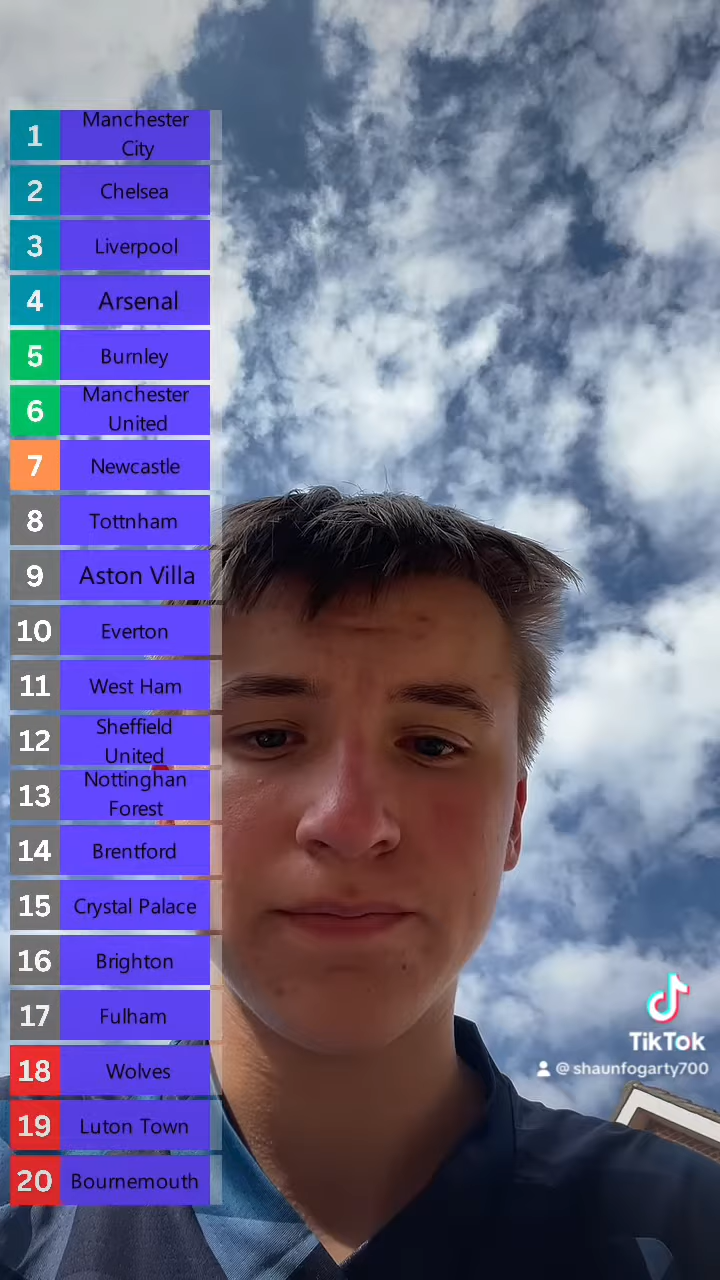 1 Manchester
City
2 Chelsea
3 Liverpool
4 Arsenal
5 Burnley
6 Manchester
United
7 Newcastle
8 Tottnham
9 Aston Villa
10 Everton
11 West Ham
12 Sheffield
United
13 Nottinghan
Forest
14 Brentford
15 Crystal Palace
16 Brighton
17 Fulham
18 Wolves
19 Luton Town
20 Bournemouth
TikTok
@shaunfogarty700